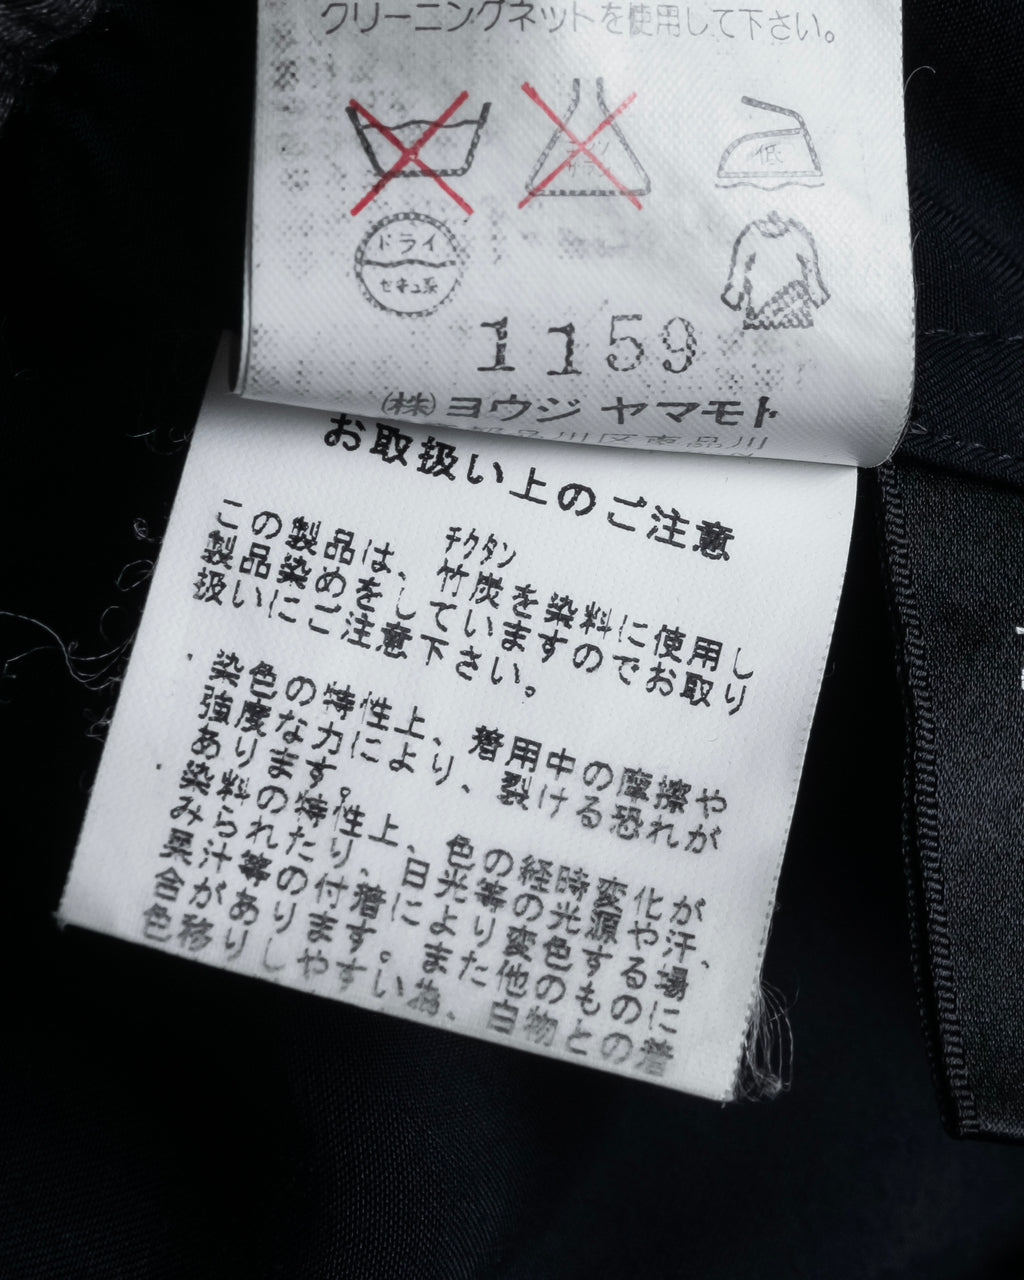 クリーニングネットを使用して下さい。
低
ドライ
セキユ系
1159
(株)ヨウジ ヤマモト
お取扱い上のご注意
チクタン
この製品は、竹炭を染料に使用し
製品染めをしていますのでお取り
扱いにご注意下さい。
染色の特性上、着用中の摩擦や
強度な力により、裂ける恐れが
あります。
染料の特性上、色の経時変化が
みられたり、日光等の光源や汗、
果汁等の付着により変色する場
合があります。また他のものに
色移りしやすい為、白物との着